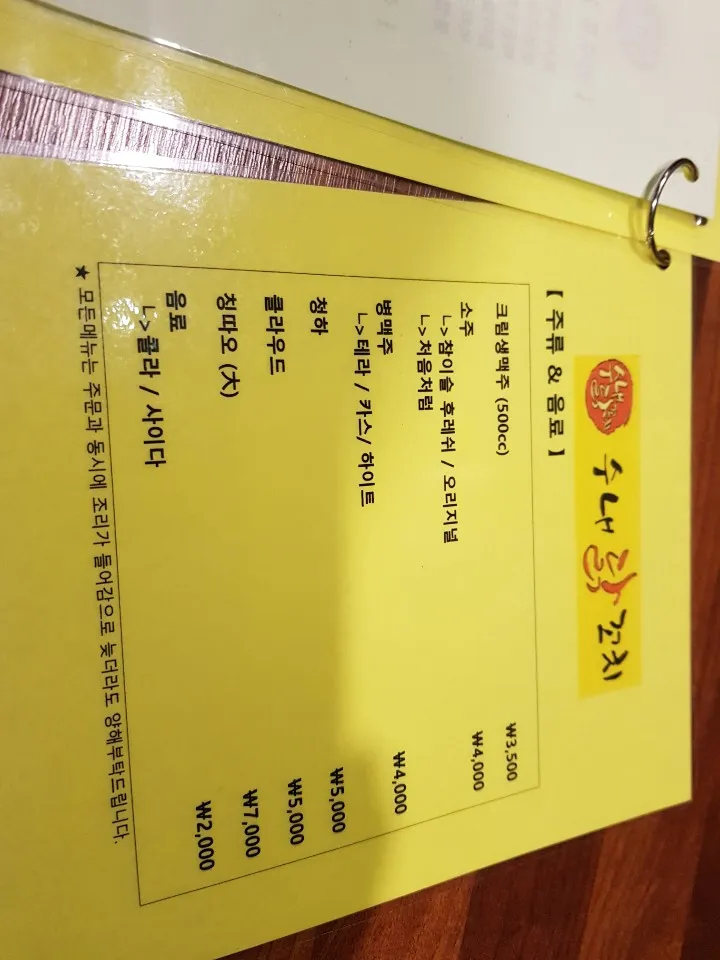 수내 닭꼬치
【 주류 & 음료 】
크림생맥주 (500cc) ₩3,500
소주 ₩4,000
ㄴ>참이슬 후레쉬 / 오리지널
ㄴ>처음처럼
병맥주 ₩4,000
ㄴ>테라 / 카스/ 하이트
청하 ₩5,000
클라우드 ₩5,000
칭따오 (大) ₩7,000
음료 ₩2,000
ㄴ>콜라 / 사이다
★ 모든메뉴는 주문과 동시에 조리가 들어감으로 늦더라도 양해부탁드립니다.